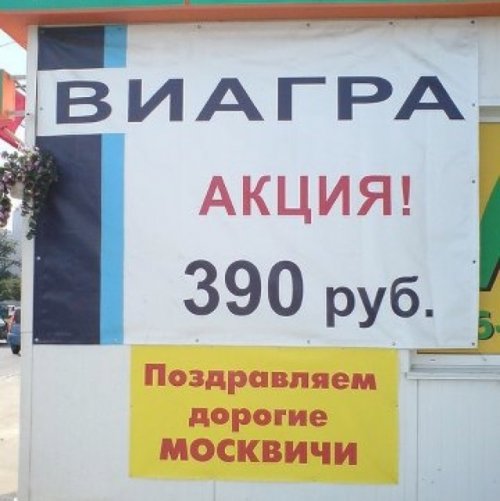 ВИАГРА
АКЦИЯ!
390 руб.
Поздравляем
дорогие
МОСКВИЧИ